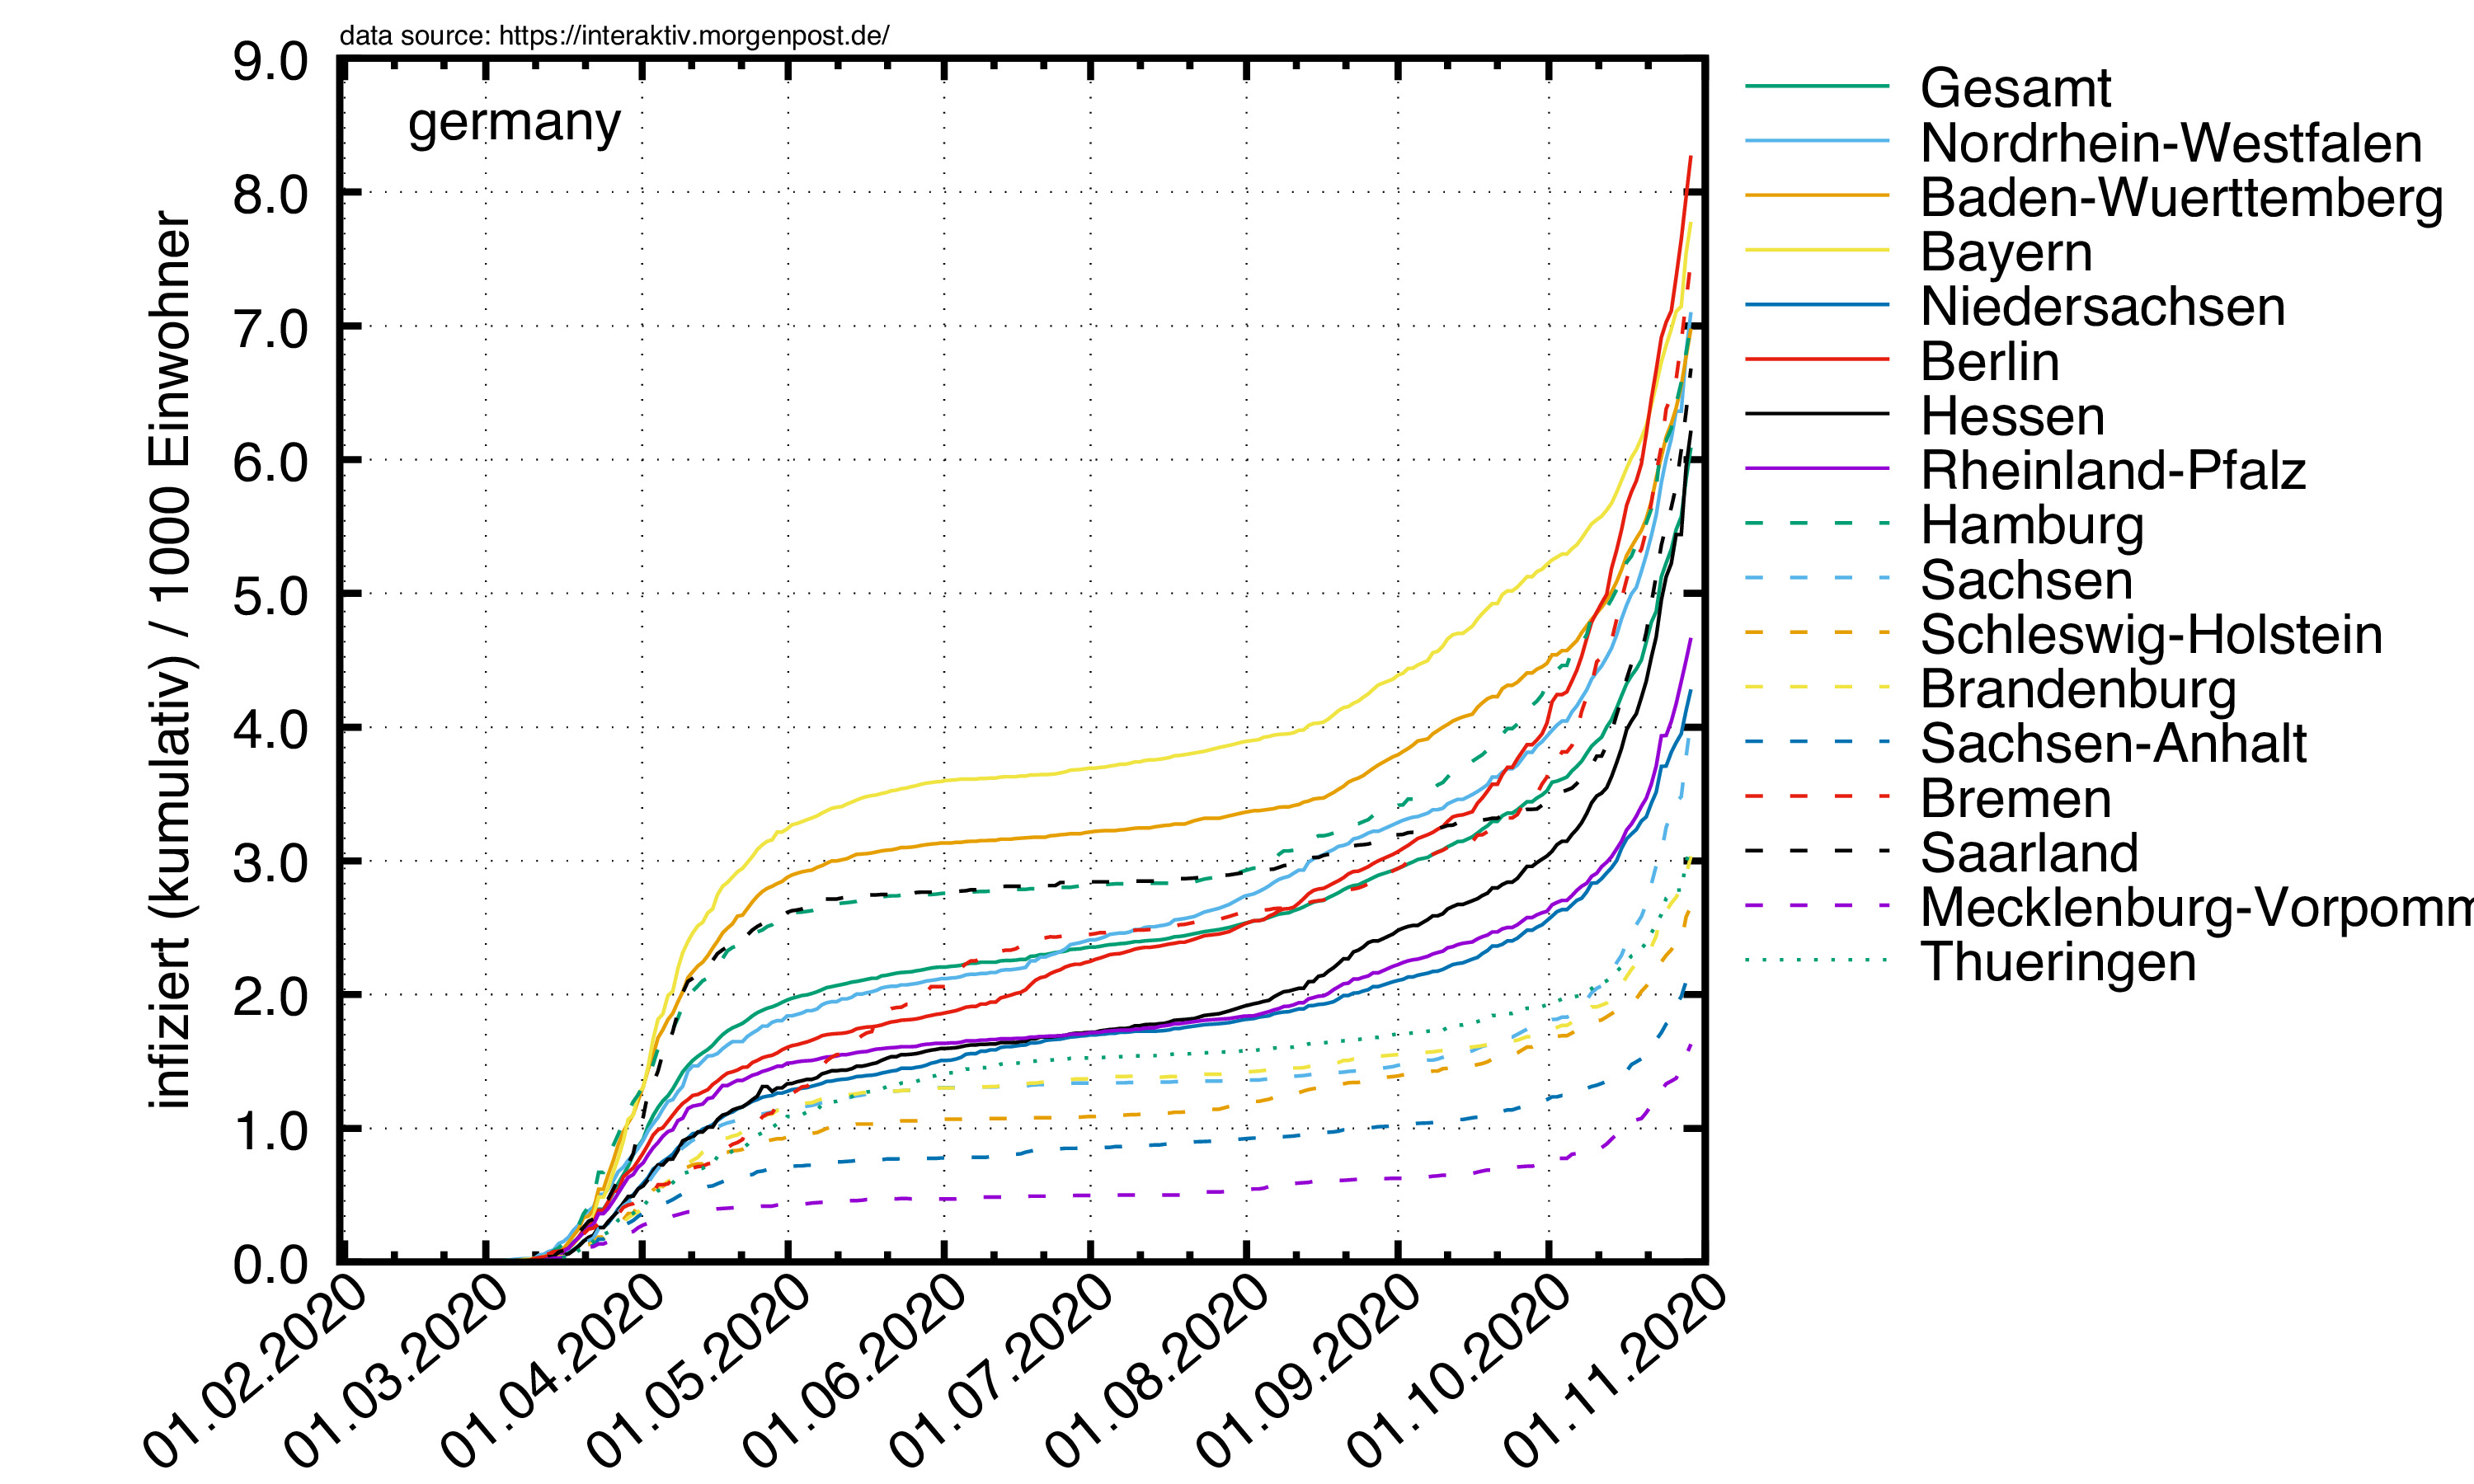 data source: https://interaktiv.morgenpost.de/
germany
infiziert (kumulativ) / 1000 Einwohner
9.0
8.0
7.0
6.0
5.0
4.0
3.0
2.0
1.0
0.0
01.02.2020
01.03.2020
01.04.2020
01.05.2020
01.06.2020
01.07.2020
01.08.2020
01.09.2020
01.10.2020
01.11.2020
Gesamt
Nordrhein-Westfalen
Baden-Wuerttemberg
Bayern
Niedersachsen
Berlin
Hessen
Rheinland-Pfalz
Hamburg
Sachsen
Schleswig-Holstein
Brandenburg
Sachsen-Anhalt
Bremen
Saarland
Mecklenburg-Vorpomm
Thueringen